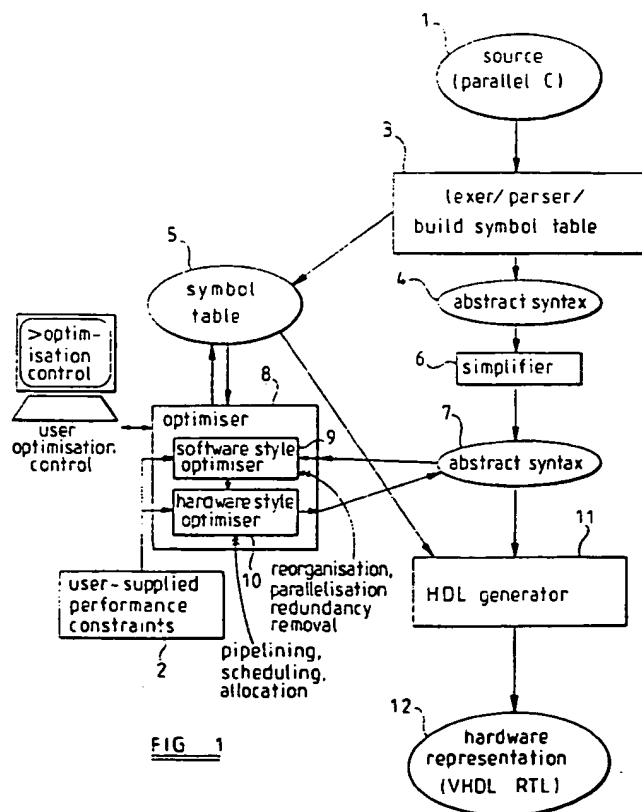 1
source
(parallel C)
3
lexer/parser/
build symbol table
5
symbol
table
4
abstract syntax
>optim-
isation
control
6
simplifier
user
optimisation
control
8
optimiser
9
software style
optimiser
7
abstract syntax
hardware style
optimiser
10
reorganisation,
parallelisation
redundancy
removal
11
HDL generator
user-supplied
performance
constraints
2
pipelining,
scheduling,
allocation
12
hardware
representation
(VHDL RTL)
FIG 1